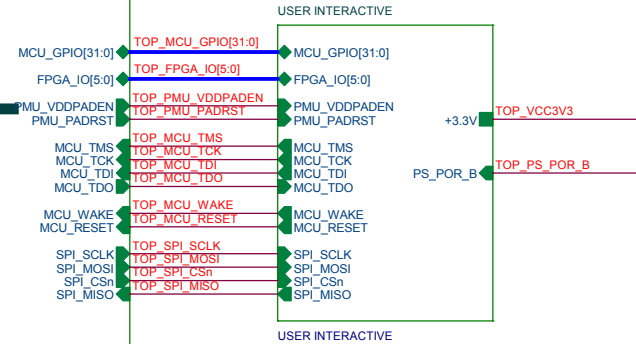 USER INTERACTIVE
MCU_GPIO[31:0] TOP_MCU_GPIO[31:0] MCU_GPIO[31:0]
FPGA_IO[5:0] TOP_FPGA_IO[5:0] FPGA_IO[5:0]
PMU_VDDPADEN TOP_PMU_VDDPADEN PMU_VDDPADEN
PMU_PADRST TOP_PMU_PADRST PMU_PADRST +3.3V TOP_VCC3V3
MCU_TMS TOP_MCU_TMS MCU_TMS
MCU_TCK TOP_MCU_TCK MCU_TCK
MCU_TDI TOP_MCU_TDI MCU_TDI PS_POR_B TOP_PS_POR_B
MCU_TDO TOP_MCU_TDO MCU_TDO
MCU_WAKE TOP_MCU_WAKE MCU_WAKE
MCU_RESET TOP_MCU_RESET MCU_RESET
SPI_SCLK TOP_SPI_SCLK SPI_SCLK
SPI_MOSI TOP_SPI_MOSI SPI_MOSI
SPI_CSn TOP_SPI_CSn SPI_CSn
SPI_MISO TOP_SPI_MISO SPI_MISO
USER INTERACTIVE